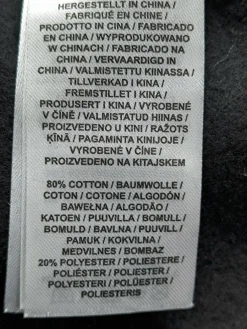 HERGESTELLT IN CHINA /
FABRIQUÉ EN CHINE /
PRODOTTO IN CINA / FABRICADO
EN CHINA / WYPRODUKOWANO
W CHINACH / FABRICADO NA
CHINA / VERVAARDIGD IN
CHINA / VALMISTETTU KIINASSA /
TILLVERKAD I KINA /
FREMSTILLET I KINA /
PRODUSERT I KINA / VYROBENÉ
V ČÍNĚ / VALMISTATUD HIINAS /
PROIZVEDENO U KINI / RAŽOTS
ĶĪNĀ / PAGAMINTA KINIJOJE /
VYROBENÉ V ČÍNE /
PROIZVEDENO NA KITAJSKEM
80% COTTON / BAUMWOLLE /
COTON / COTONE / ALGODÓN /
BAWEŁNA / ALGODÃO /
KATOEN / PUUVILLA / BOMULL /
BOMULD / BAVLNA / PUUVILL /
PAMUK / KOKVILNA /
MEDVILNES / BOMBAZ
20% POLYESTER / POLYESTERE /
POLIÉSTER / POLIESTER /
POLYESTERI / POLÜESTER /
POLIESTERIS